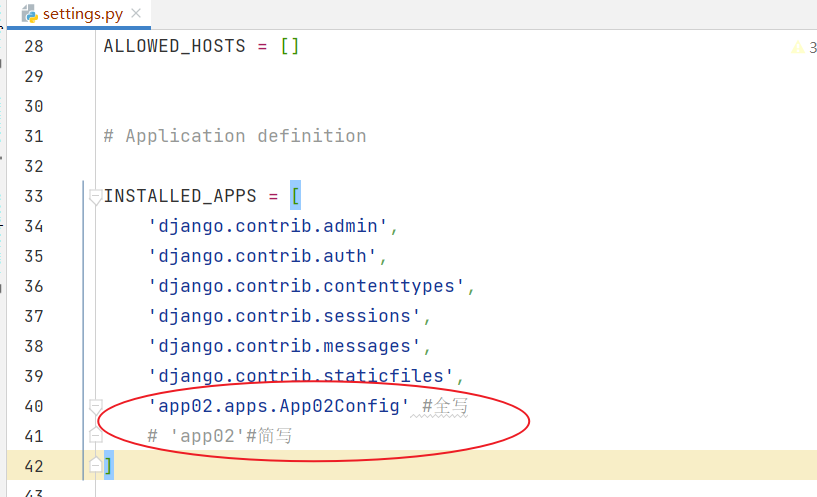 settings.py
28 ALLOWED_HOSTS = [] 3
29
30
31 # Application definition
32
33 INSTALLED_APPS = [
34 'django.contrib.admin',
35 'django.contrib.auth',
36 'django.contrib.contenttypes',
37 'django.contrib.sessions',
38 'django.contrib.messages',
39 'django.contrib.staticfiles',
40 'app02.apps.App02Config' #全写
41 # 'app02'#简写
42 ]
43